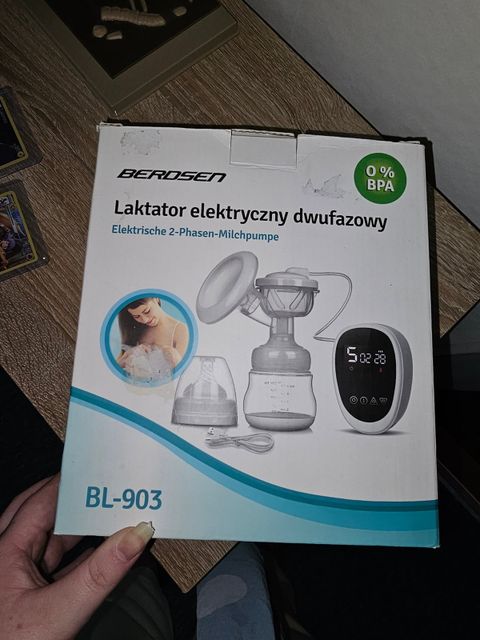 BERDSEN
0 %
BPA
Laktator elektryczny dwufazowy
Elektrische 2-Phasen-Milchpumpe
S 02 28
BL-903